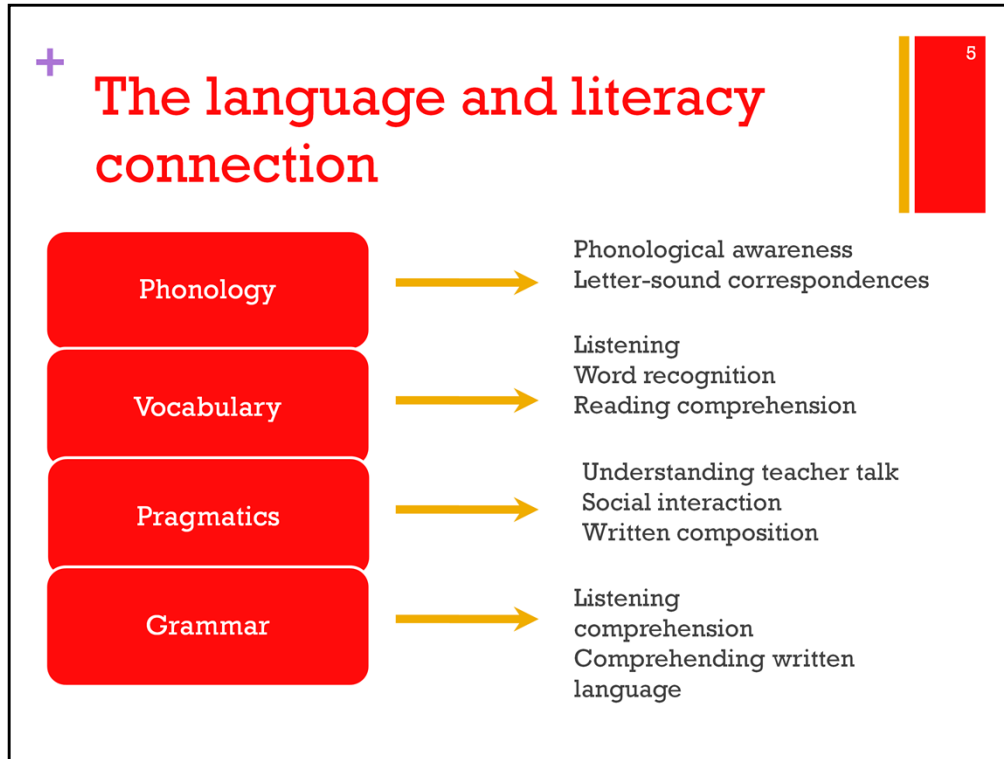 +
5
The language and literacy
connection
Phonology
Phonological awareness
Letter-sound correspondences
Vocabulary
Listening
Word recognition
Reading comprehension
Pragmatics
Understanding teacher talk
Social interaction
Written composition
Grammar
Listening
comprehension
Comprehending written
language